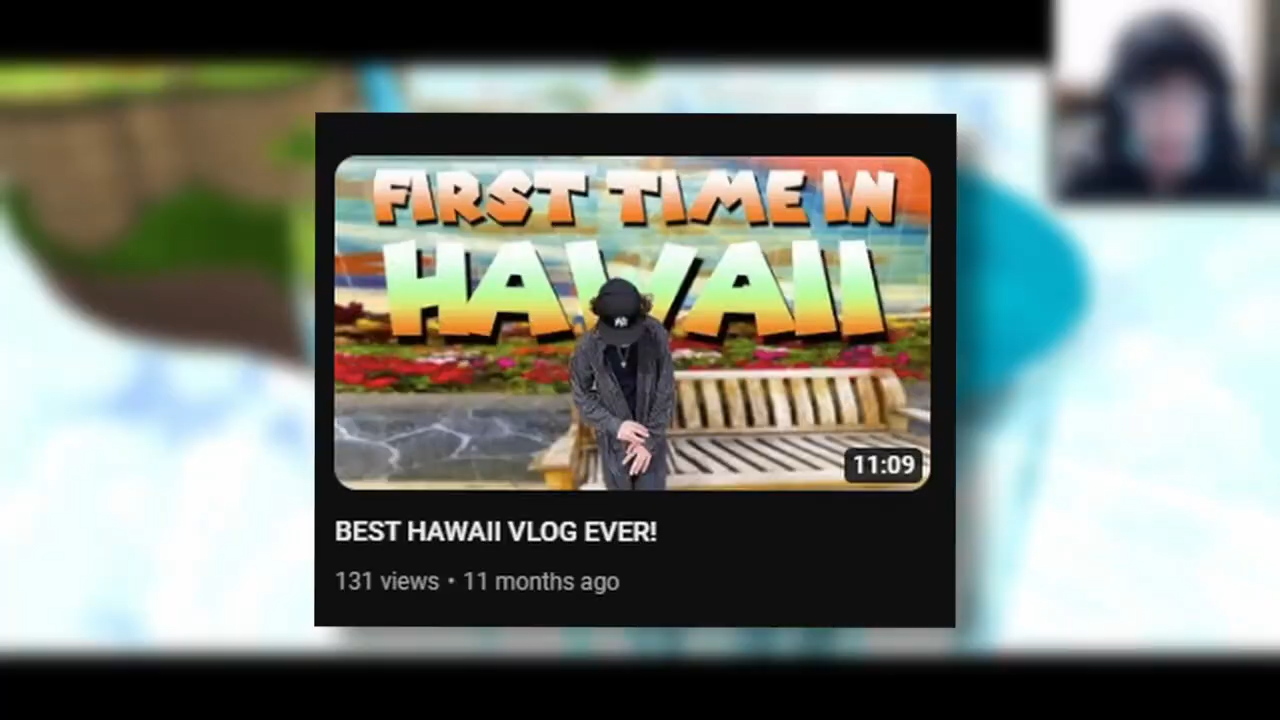 FIRST TIME IN
HAWAII
11:09
BEST HAWAII VLOG EVER!
131 views • 11 months ago